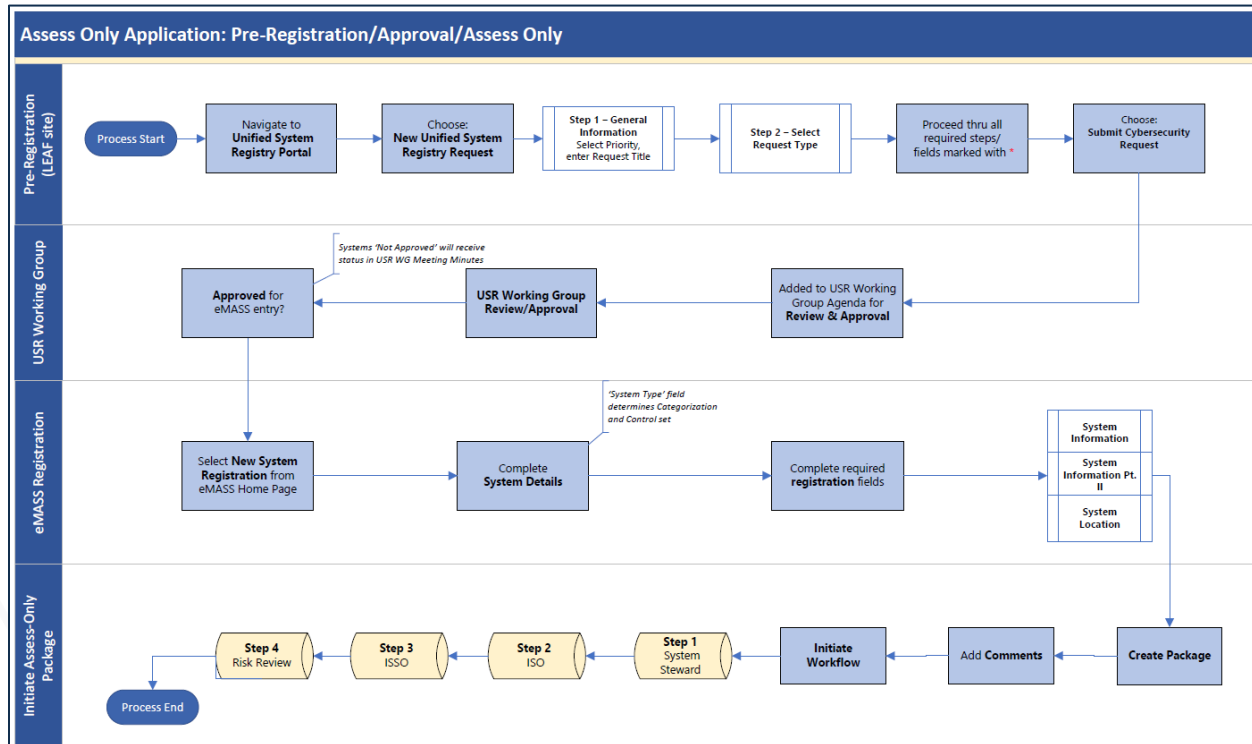 Assess Only Application: Pre-Registration/Approval/Assess Only
Pre-Registration
(LEAF site)
Process Start
Navigate to
Unified System
Registry Portal
Choose:
New Unified System
Registry Request
Step 1 – General
Information
Select Priority,
enter Request Title
Step 2 – Select
Request Type
Proceed thru all
required steps/
fields marked with *
Choose:
Submit Cybersecurity
Request
USR Working Group
Systems ‘Not Approved’ will receive
status in USR WG Meeting Minutes
Approved for
eMASS entry?
USR Working Group
Review/Approval
Added to USR Working
Group Agenda for
Review & Approval
eMASS Registration
‘System Type’ field
determines Categorization
and Control set
Select New System
Registration from
eMASS Home Page
Complete
System Details
Complete required
registration fields
System
Information
System
Information Pt.
II
System
Location
Initiate Assess-Only
Package
Step 4
Risk Review
Step 3
ISSO
Step 2
ISO
Step 1
System
Steward
Initiate
Workflow
Add Comments
Create Package
Process End